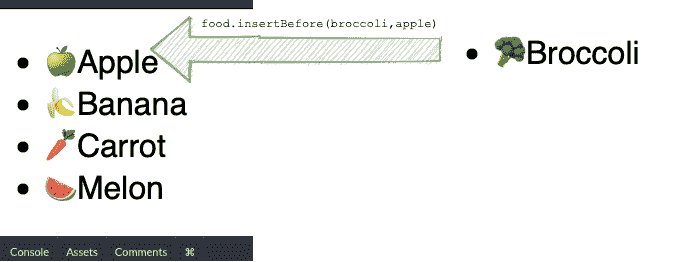 food.insertBefore(broccoli,apple)
Apple
Banana
Carrot
Melon
Broccoli
Console Assets Comments ⌘